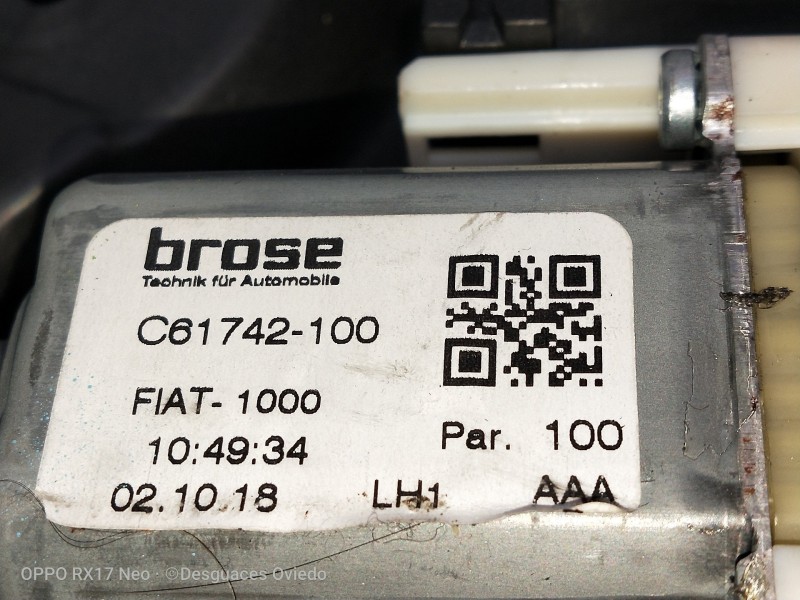 brose
Technik für Automobile
C61742-100
FIAT- 1000
10:49:34
Par. 100
02.10.18 LH1 AAA
OPPO RX17 Neo · ©Desguaces Oviedo